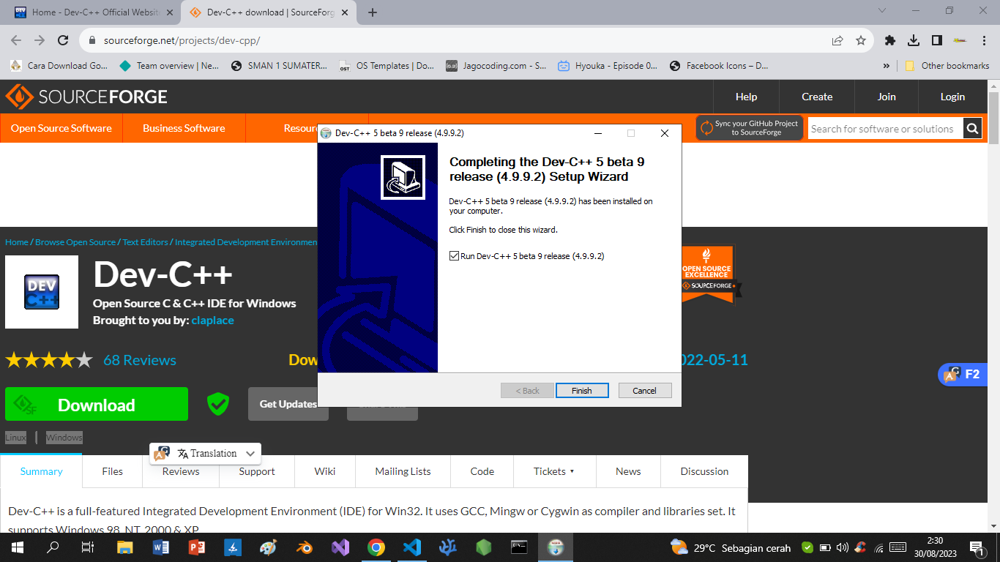 Home - Dev-C++ Official Website
Dev-C++ download | SourceForg
sourceforge.net/projects/dev-cpp/
Cara Download Go...
Team overview | Ne...
SMAN 1 SUMATER...
OST
OS Templates | Do...
Jagocoding.com - S...
Hyouka - Episode 0...
Facebook Icons – D...
»
Other bookmarks
SOURCEFORGE
Help
Create
Join
Login
Open Source Software
Business Software
Resour
Sync your GitHub Project
to SourceForge
Search for software or solutions
Dev-C++ 5 beta 9 release (4.9.9.2)
Completing the Dev-C++ 5 beta 9
release (4.9.9.2) Setup Wizard
Dev-C++ 5 beta 9 release (4.9.9.2) has been installed on
your computer.
Click Finish to close this wizard.
Run Dev-C++ 5 beta 9 release (4.9.9.2)
< Back
Finish
Cancel
Home / Browse Open Source / Text Editors / Integrated Development Environmen
DEV
C++
Dev-C++
Open Source C & C++ IDE for Windows
Brought to you by: claplace
OPEN SOURCE
EXCELLENCE
SOURCEFORGE
68 Reviews
Dow
022-05-11
F2
SF
Download
Get Updates
Linux | Windows
Translation
Summary
Files
Reviews
Support
Wiki
Mailing Lists
Code
Tickets
News
Discussion
Dev-C++ is a full-featured Integrated Development Environment (IDE) for Win32. It uses GCC, Mingw or Cygwin as compiler and libraries set. It
supports Windows 98, NT, 2000 & XP
29°C Sebagian cerah
2:30
30/08/2023
1